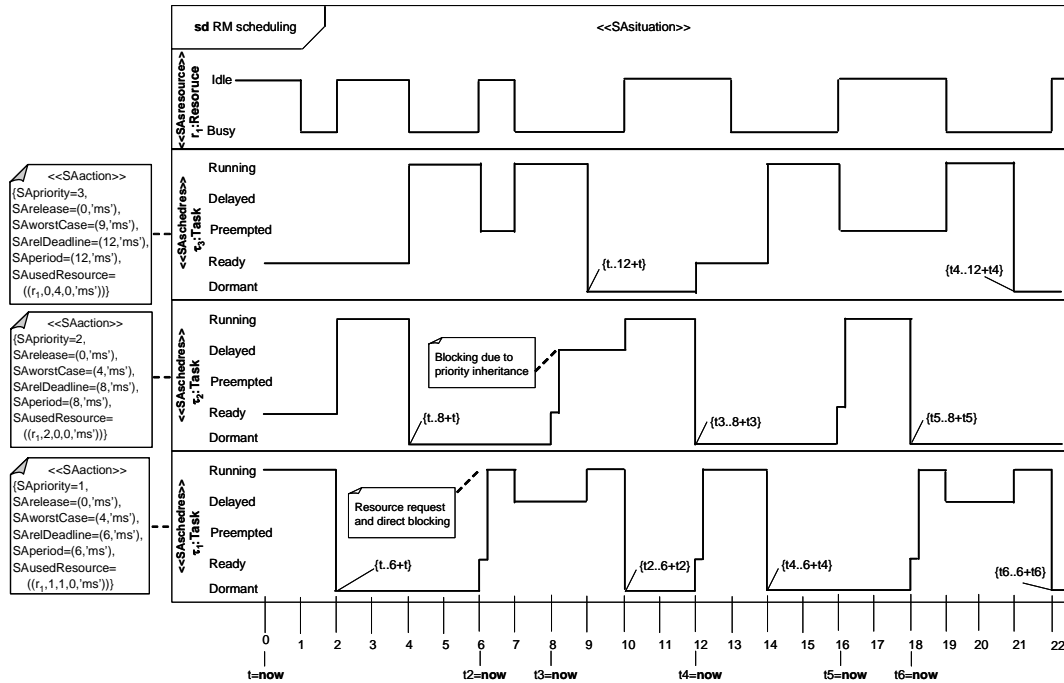 sd RM scheduling
<<SAsituation>>
<<SAsresource>>
r1:Resoruce
Idle
Busy
<<SAaction>>
{SApriority=3,
SArelease=(0,'ms'),
SAworstCase=(9,'ms'),
SArelDeadline=(12,'ms'),
SAperiod=(12,'ms'),
SAusedResource=
((r1,0,4,0,'ms'))}
<<SAschedres>>
τ3:Task
Running
Delayed
Preempted
Ready
Dormant
{t..12+t}
{t4..12+t4}
<<SAaction>>
{SApriority=2,
SArelease=(0,'ms'),
SAworstCase=(4,'ms'),
SArelDeadline=(8,'ms'),
SAperiod=(8,'ms'),
SAusedResource=
((r1,2,0,0,'ms'))}
<<SAschedres>>
τ2:Task
Running
Delayed
Preempted
Ready
Dormant
Blocking due to
priority inheritance
{t..8+t}
{t3..8+t3}
{t5..8+t5}
<<SAaction>>
{SApriority=1,
SArelease=(0,'ms'),
SAworstCase=(4,'ms'),
SArelDeadline=(6,'ms'),
SAperiod=(6,'ms'),
SAusedResource=
((r1,1,1,0,'ms'))}
<<SAschedres>>
τ1:Task
Running
Delayed
Preempted
Ready
Dormant
Resource request
and direct blocking
{t..6+t}
{t2..6+t2}
{t4..6+t4}
{t6..6+t6}
0 1 2 3 4 5 6 7 8 9 10 11 12 13 14 15 16 17 18 19 20 21 22
t=now t2=now t3=now t4=now t5=now t6=now